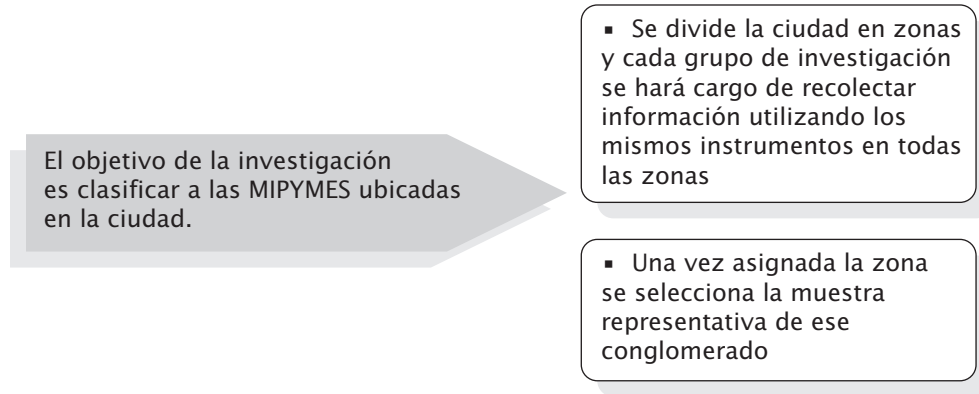 El objetivo de la investigación
es clasificar a las MIPYMES ubicadas
en la ciudad.
▪ Se divide la ciudad en zonas
y cada grupo de investigación
se hará cargo de recolectar
información utilizando los
mismos instrumentos en todas
las zonas
▪ Una vez asignada la zona
se selecciona la muestra
representativa de ese
conglomerado